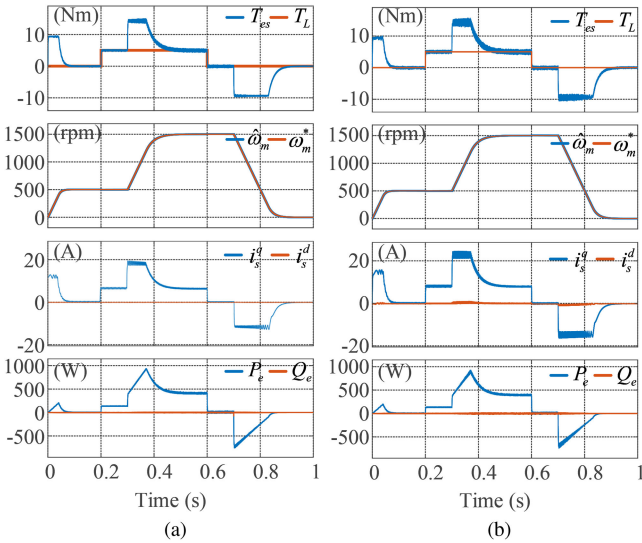 (Nm) T_es T_L
10
0
-10
(rpm) ω̂_m ω_m^*
1500
1000
500
0
(A) i_s^q i_s^d
20
0
-20
(W) P_e Q_e
1000
500
0
-500
0 0.2 0.4 0.6 0.8 1
Time (s)
(a)
(Nm) T_es T_L
10
0
-10
(rpm) ω̂_m ω_m^*
1500
1000
500
0
(A) i_s^q i_s^d
20
0
-20
(W) P_e Q_e
1000
500
0
-500
0 0.2 0.4 0.6 0.8 1
Time (s)
(b)